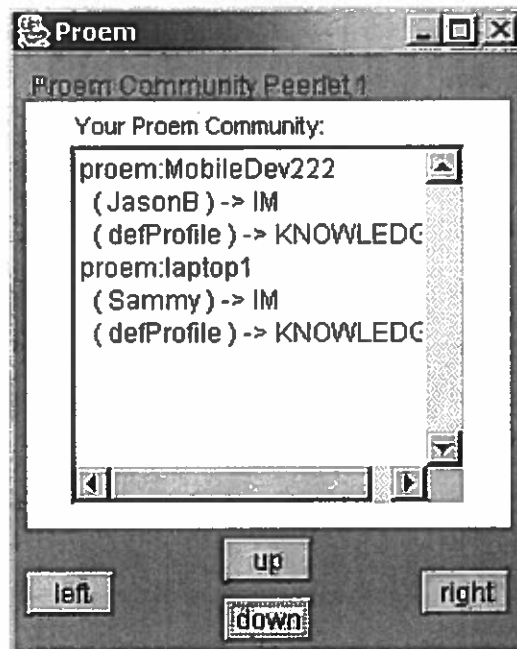 Proem
Proem Community Peerlet 1
Your Proem Community:
proem:MobileDev222
( JasonB ) -> IM
( defProfile ) -> KNOWLEDG
proem:laptop1
( Sammy ) -> IM
( defProfile ) -> KNOWLEDG
up
left
right
down